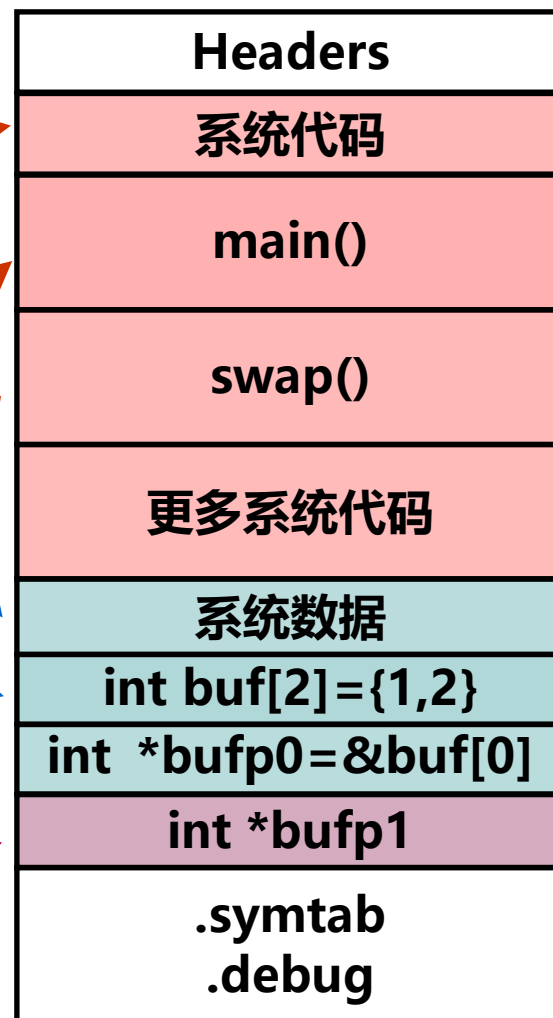 Headers
系统代码
main()
swap()
更多系统代码
系统数据
int buf[2]={1,2}
int *bufp0=&buf[0]
int *bufp1
.symtab
.debug